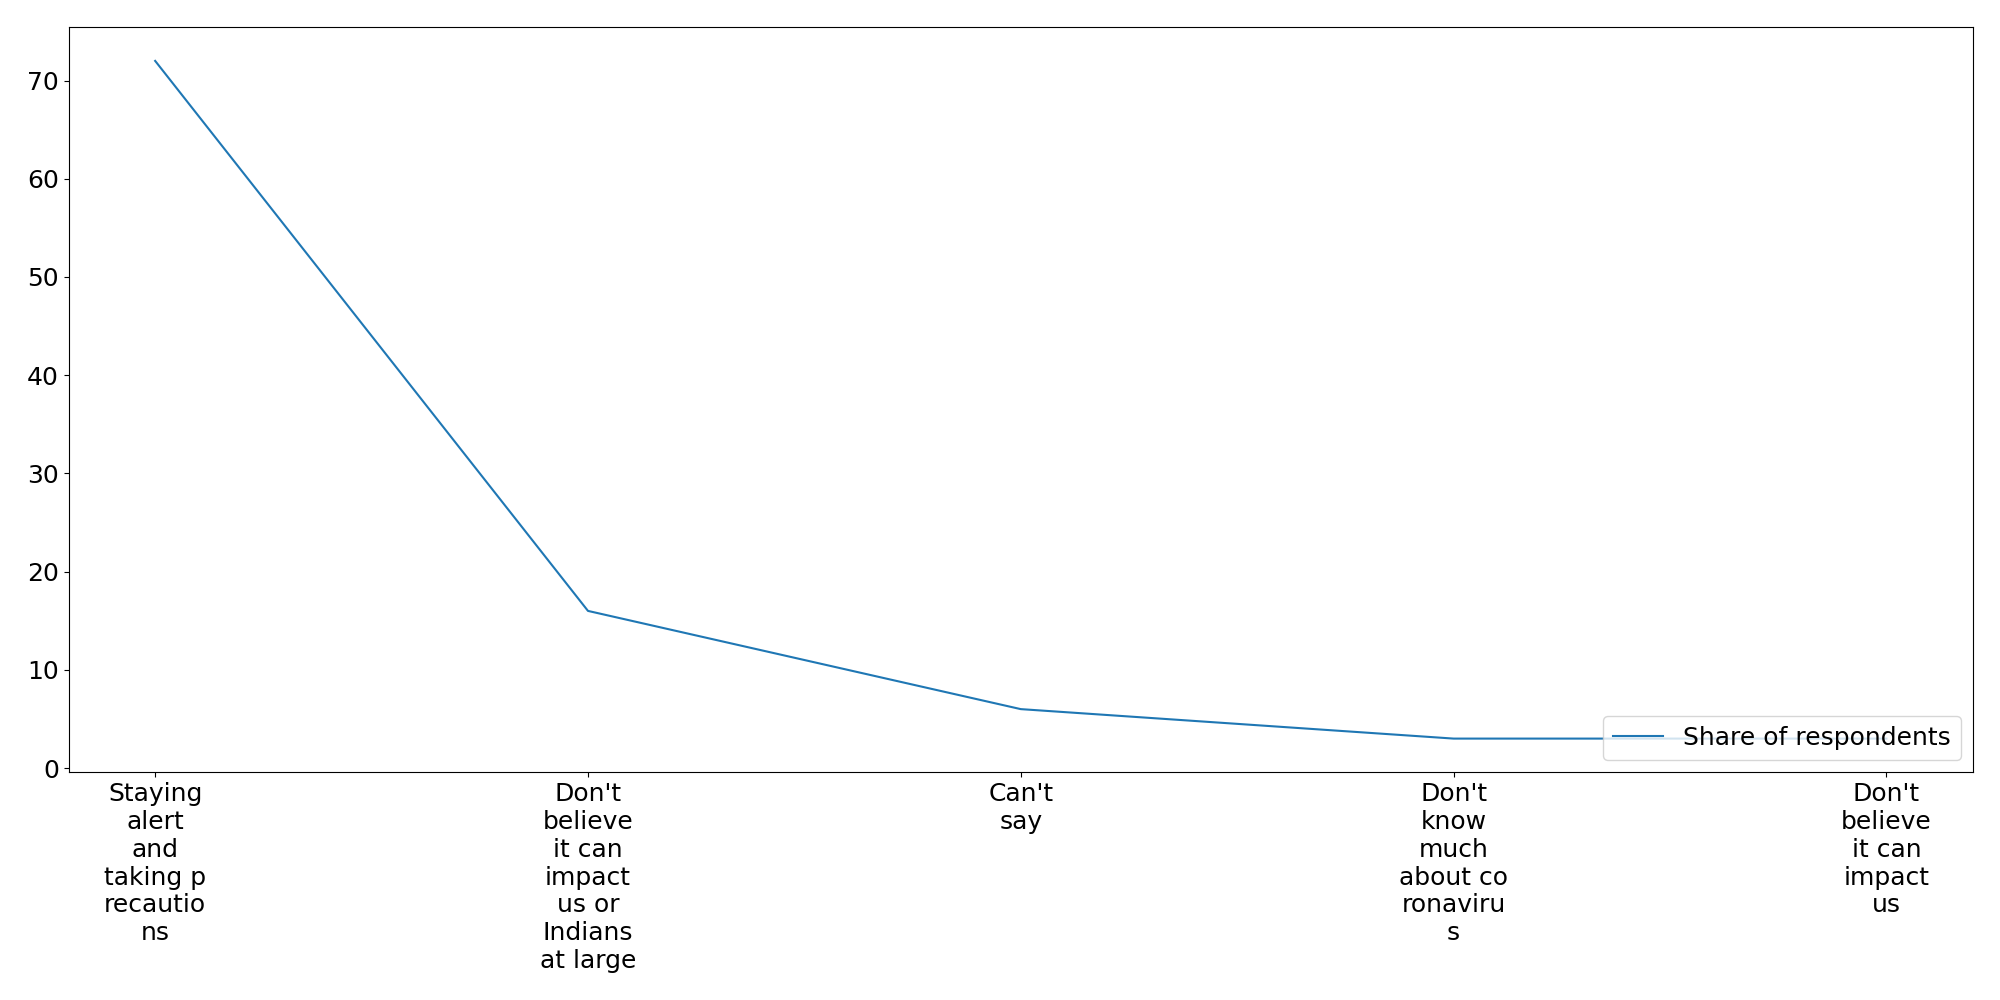 70
60
50
40
30
20
10
0
Share of respondents
Staying
alert
and
taking p
recautio
ns
Don't
believe
it can
impact
us or
Indians
at large
Can't
say
Don't
know
much
about co
ronaviru
s
Don't
believe
it can
impact
us